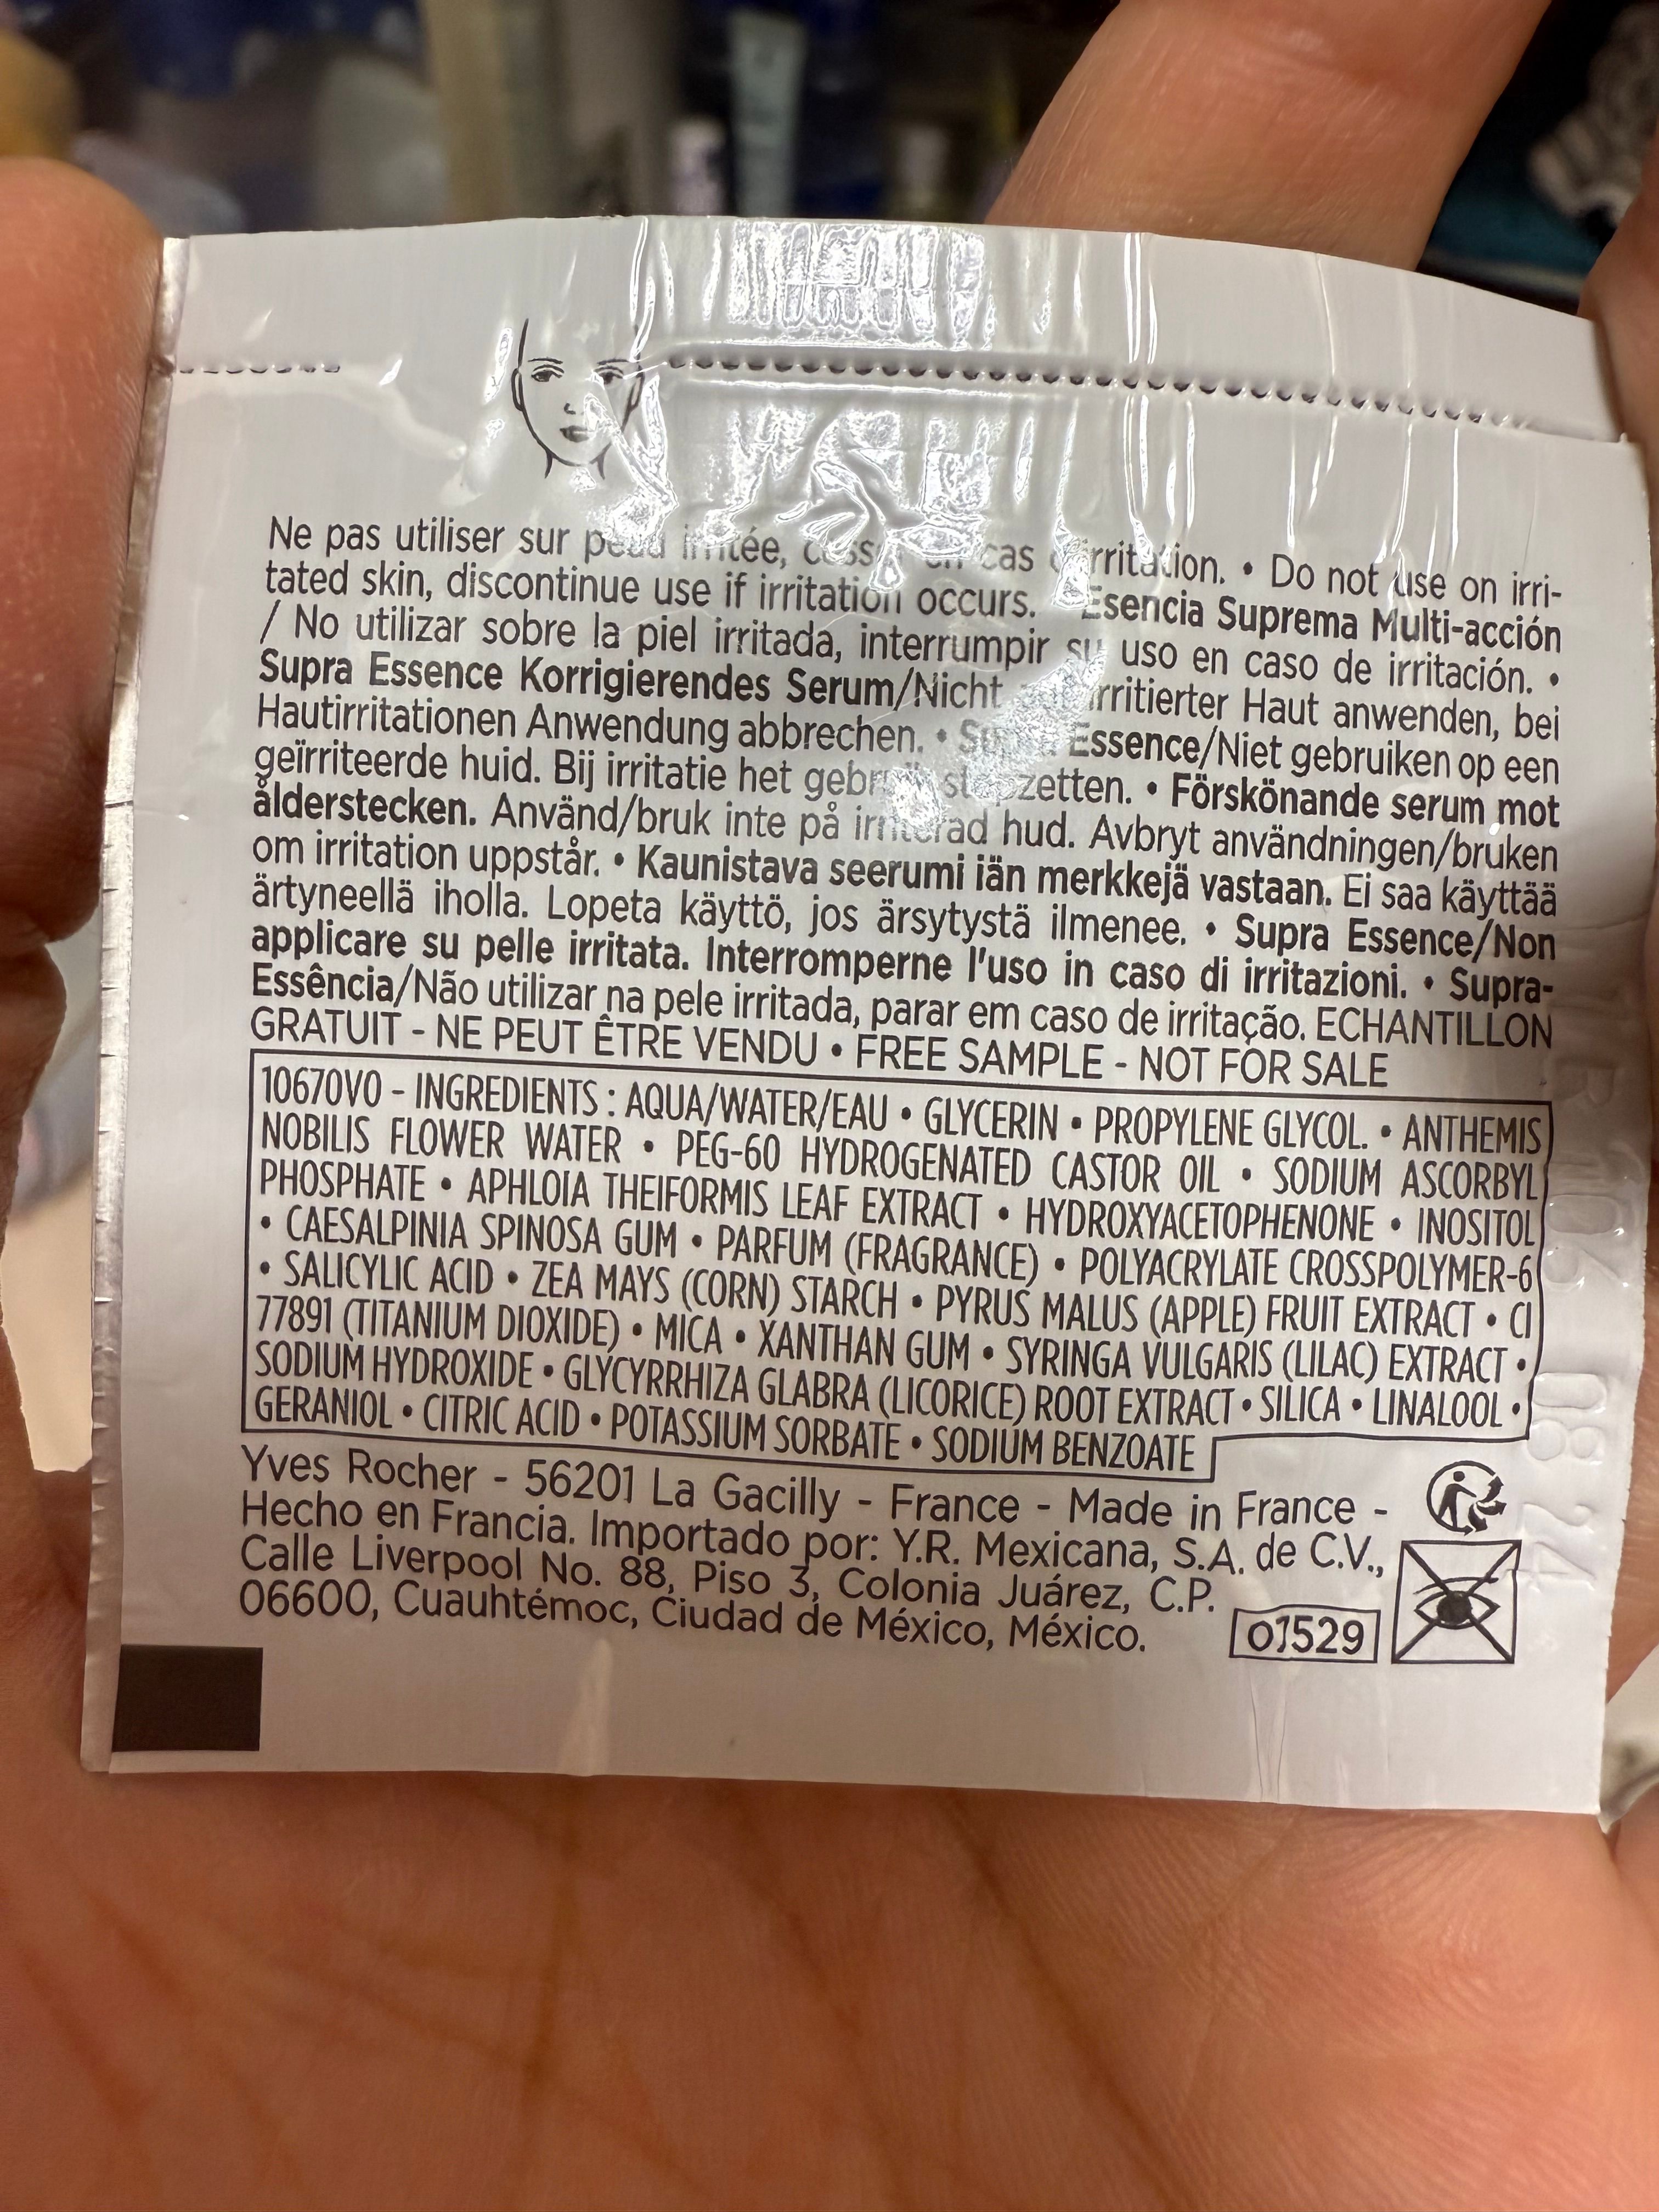 Ne pas utiliser sur peau irritée, cas d'irritation. • Do not use on irri-
tated skin, discontinue use if irritation occurs. Esencia Suprema Multi-acción
/ No utilizar sobre la piel irritada, interrumpir su uso en caso de irritación. •
Supra Essence Korrigierendes Serum/Nicht irritierter Haut anwenden, bei
Hautirritationen Anwendung abbrechen. • Essence/Niet gebruiken op een
geïrriteerde huid. Bij irritatie het stopzetten. • Förskönande serum mot
ålderstecken. Använd/bruk inte på irriterad hud. Avbryt användningen/bruken
om irritation uppstår. • Kaunistava seerumi iän merkkejä vastaan. Ei saa käyttää
ärtyneellä iholla. Lopeta käyttö, jos ärsytystä ilmenee. • Supra Essence/Non
applicare su pelle irritata. Interromperne l'uso in caso di irritazioni. • Supra-
Essência/Não utilizar na pele irritada, parar em caso de irritação. ECHANTILLON
GRATUIT - NE PEUT ÊTRE VENDU • FREE SAMPLE - NOT FOR SALE
10670V0 - INGREDIENTS : AQUA/WATER/EAU • GLYCERIN • PROPYLENE GLYCOL. • ANTHEMIS
NOBILIS FLOWER WATER • PEG-60 HYDROGENATED CASTOR OIL • SODIUM ASCORBYL
PHOSPHATE • APHLOIA THEIFORMIS LEAF EXTRACT • HYDROXYACETOPHENONE • INOSITOL
• CAESALPINIA SPINOSA GUM • PARFUM (FRAGRANCE) • POLYACRYLATE CROSSPOLYMER-6
• SALICYLIC ACID • ZEA MAYS (CORN) STARCH • PYRUS MALUS (APPLE) FRUIT EXTRACT • CI
77891 (TITANIUM DIOXIDE) • MICA • XANTHAN GUM • SYRINGA VULGARIS (LILAC) EXTRACT •
SODIUM HYDROXIDE • GLYCYRRHIZA GLABRA (LICORICE) ROOT EXTRACT • SILICA • LINALOOL •
GERANIOL • CITRIC ACID • POTASSIUM SORBATE • SODIUM BENZOATE
Yves Rocher - 56201 La Gacilly - France - Made in France -
Hecho en Francia. Importado por: Y.R. Mexicana, S.A. de C.V.,
Calle Liverpool No. 88, Piso 3, Colonia Juárez, C.P.
06600, Cuauhtémoc, Ciudad de México, México.
01529